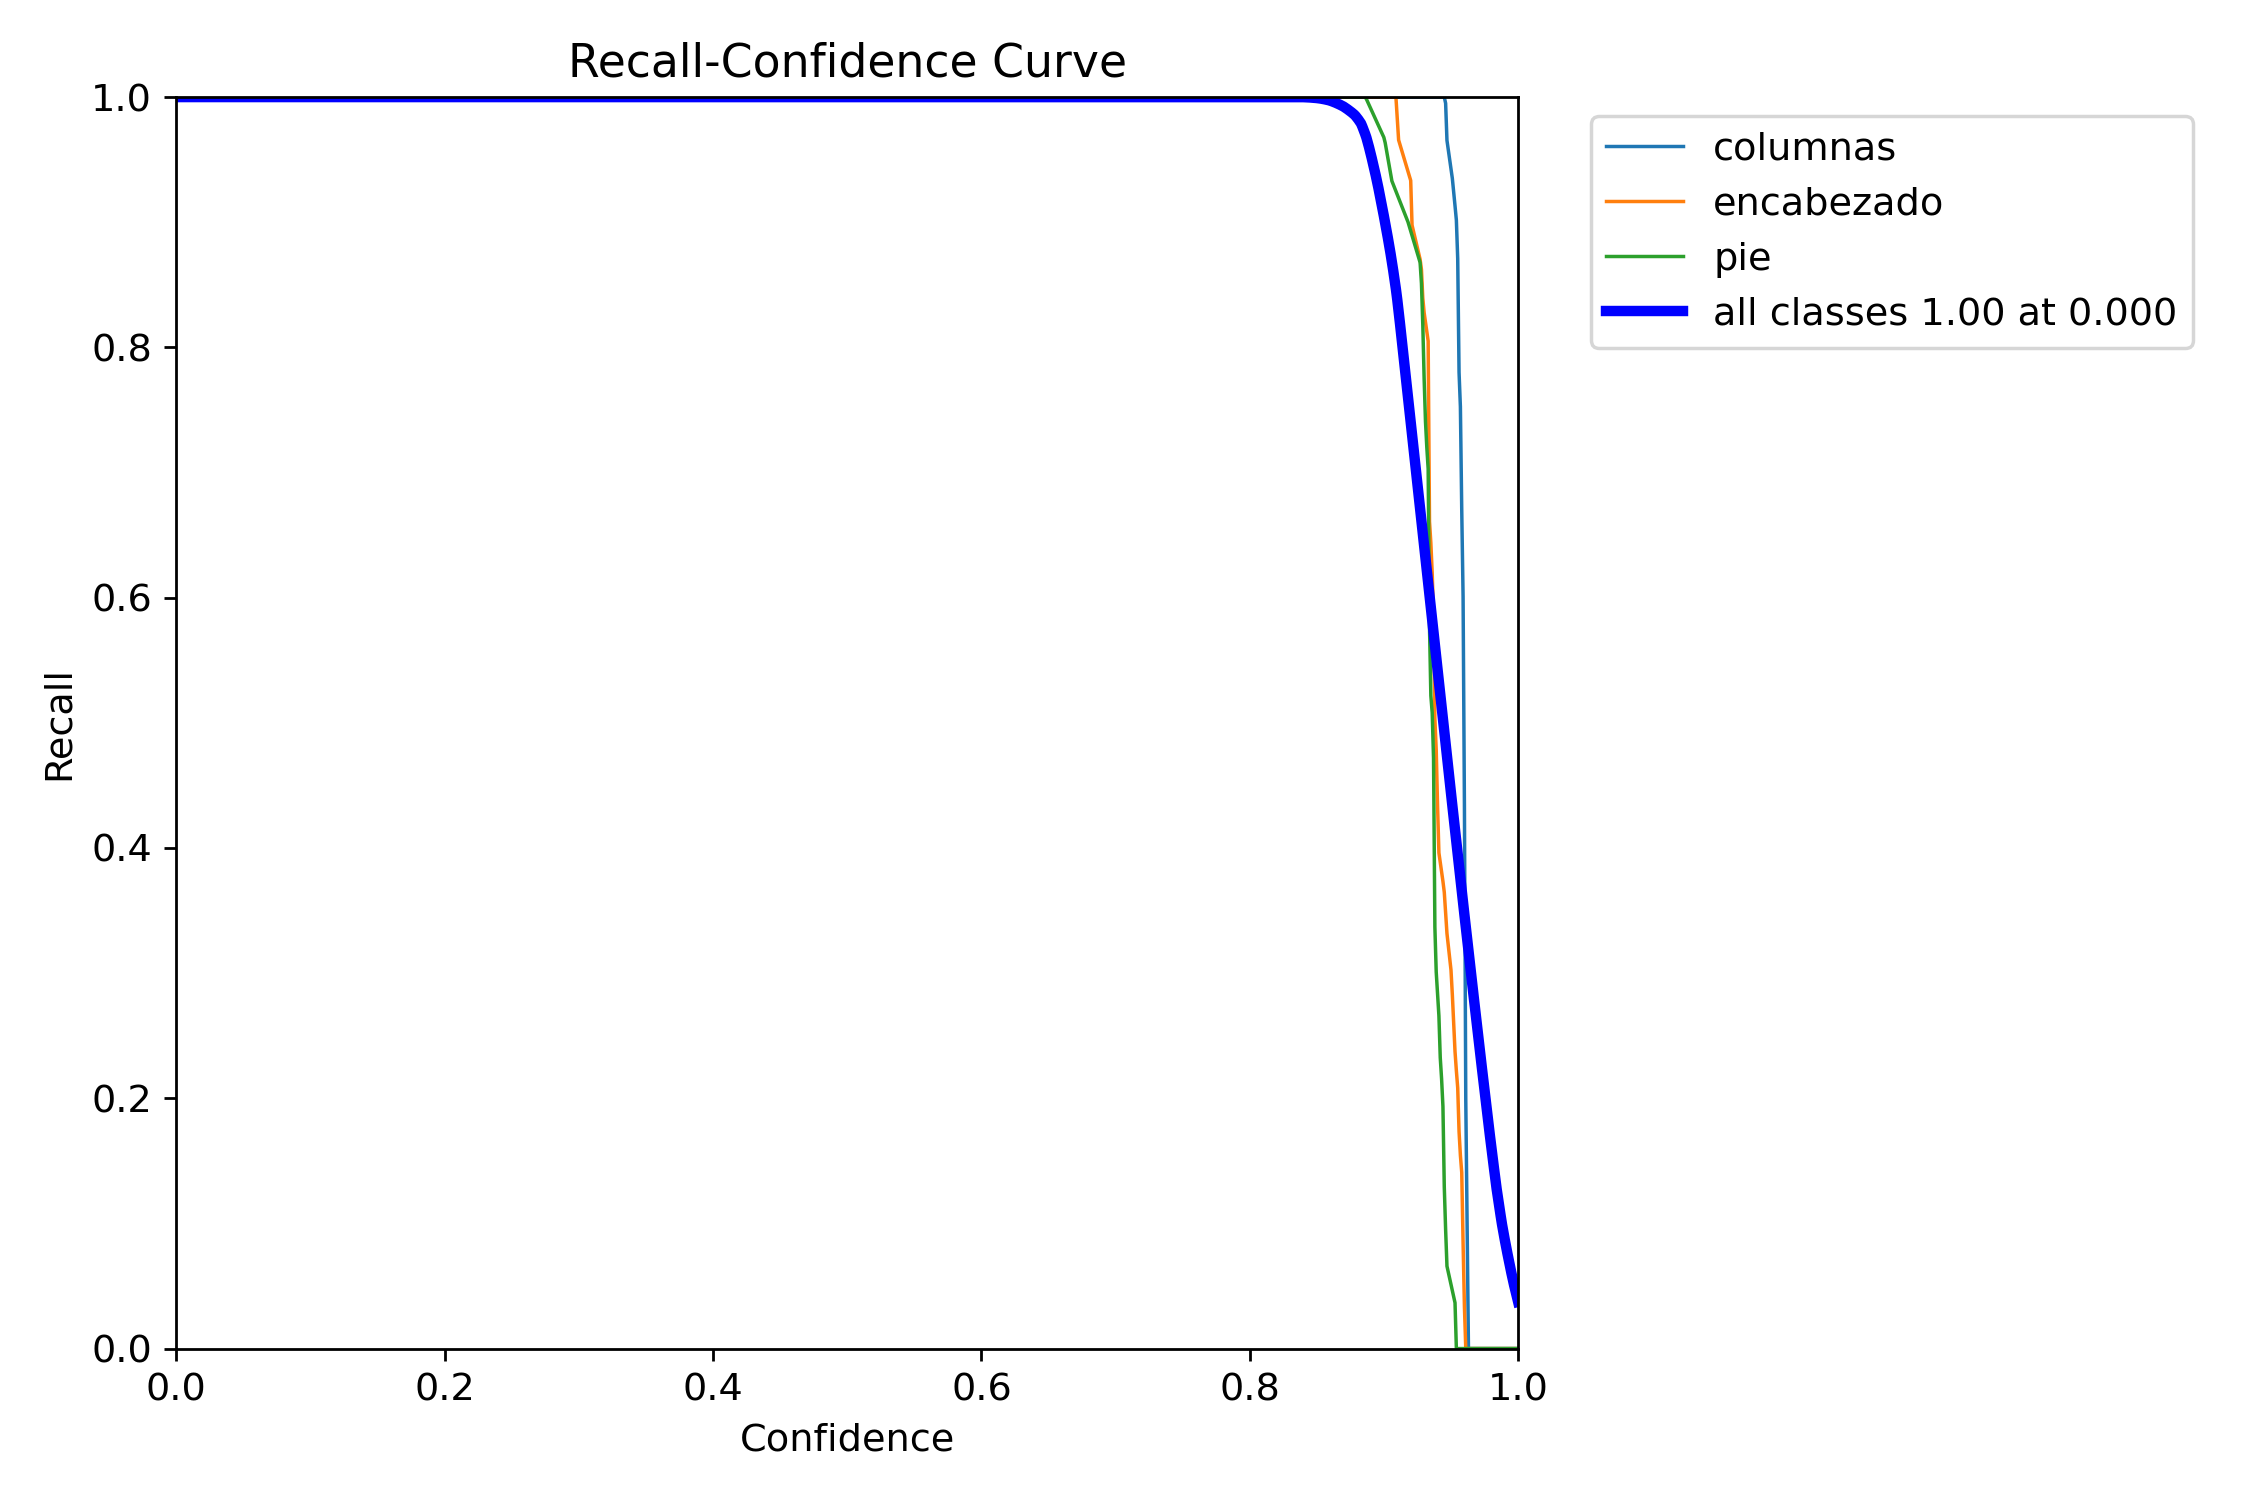 Recall-Confidence Curve
1.0
0.8
0.6
0.4
0.2
0.0
Recall
0.0 0.2 0.4 0.6 0.8 1.0
Confidence
columnas
encabezado
pie
all classes 1.00 at 0.000